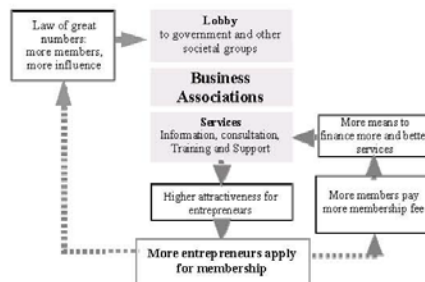 Law of great
numbers:
more members,
more influence
Lobby
to government and other
societal groups
Business
Associations
Services
Information, consultation,
Training and Support
More means to
finance more and better
services
Higher attractiveness for
entrepreneurs
More members pay
more membership fee
More entrepreneurs apply
for membership